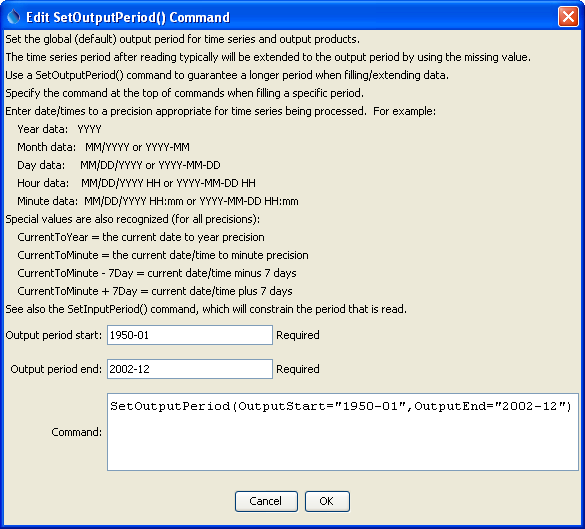 Edit SetOutputPeriod() Command
Set the global (default) output period for time series and output products.
The time series period after reading typically will be extended to the output period by using the missing value.
Use a SetOutputPeriod() command to guarantee a longer period when filling/extending data.
Specify the command at the top of commands when filling a specific period.
Enter date/times to a precision appropriate for time series being processed.  For example:
Year data:   YYYY
Month data:   MM/YYYY or YYYY-MM
Day data:     MM/DD/YYYY or YYYY-MM-DD
Hour data:    MM/DD/YYYY HH or YYYY-MM-DD HH
Minute data:  MM/DD/YYYY HH:mm or YYYY-MM-DD HH:mm
Special values are also recognized (for all precisions):
CurrentToYear = the current date to year precision
CurrentToMinute = the current date/time to minute precision
CurrentToMinute - 7Day = current date/time minus 7 days
CurrentToMinute + 7Day = current date/time plus 7 days
See also the SetInputPeriod() command, which will constrain the period that is read.
Output period start: 1950-01 Required
Output period end: 2002-12 Required
SetOutputPeriod(OutputStart="1950-01",OutputEnd="2002-12")
Command:
Cancel OK